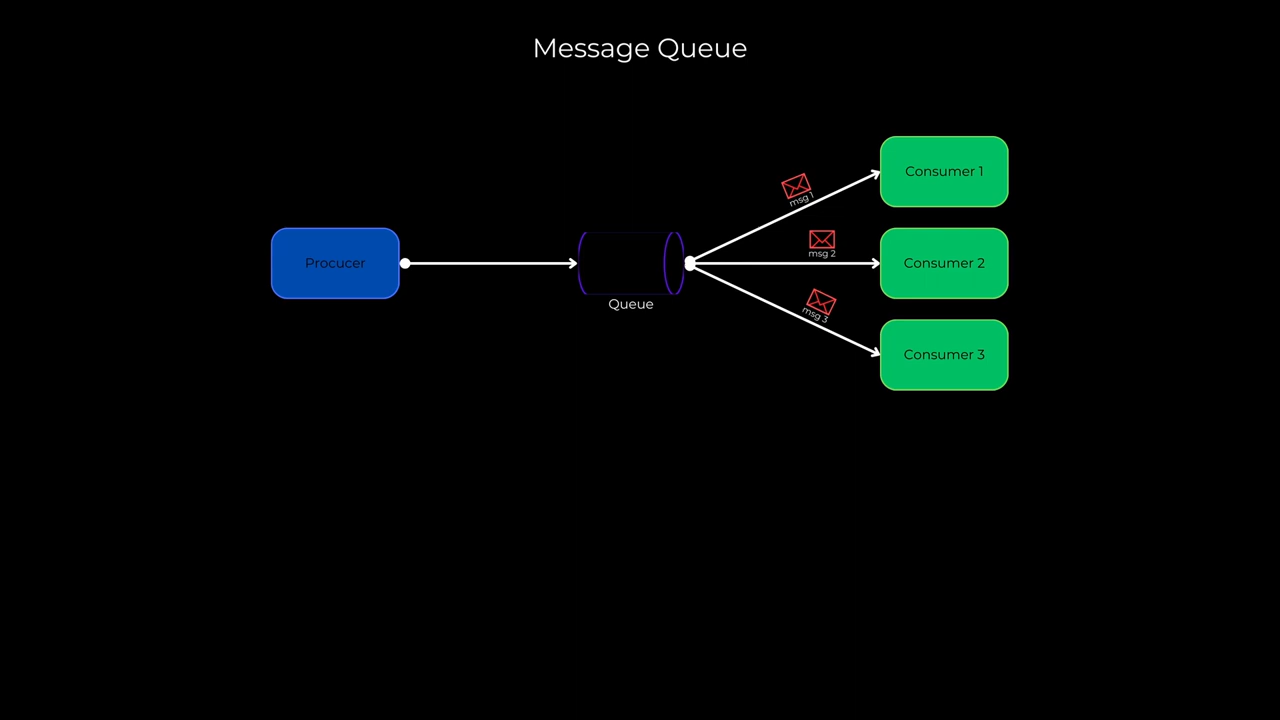 Message Queue
Consumer 1
msg 1
Procucer
Consumer 2
msg 2
Queue
msg 3
Consumer 3